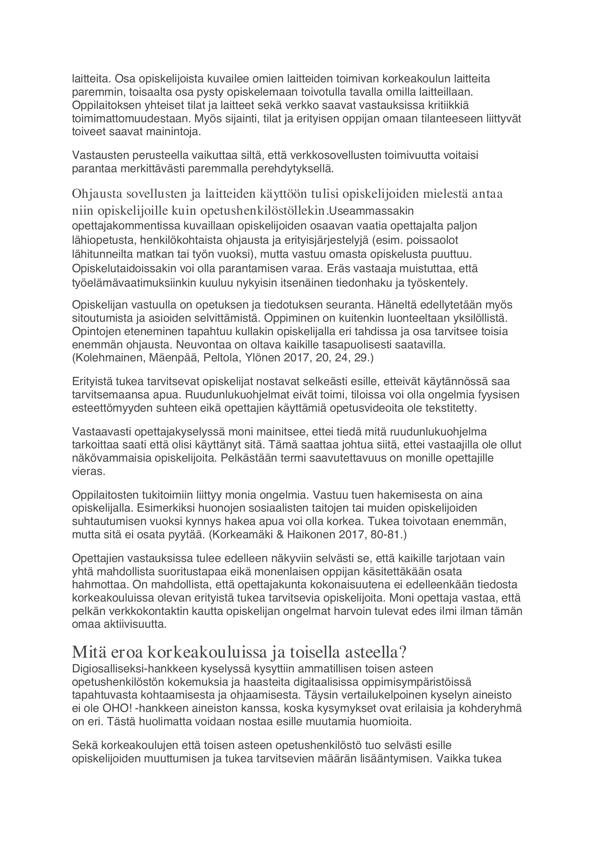 laitteita. Osa opiskelijoista kuvailee omien laitteiden toimivan korkeakoulun laitteita
paremmin, toisaalta osa pysty opiskelemaan toivotulla tavalla omilla laitteillaan.
Oppilaitoksen yhteiset tilat ja laitteet sekä verkko saavat vastauksissa kritiikkiä
toimimattomuudestaan. Myös sijainti, tilat ja erityisen oppijan omaan tilanteeseen liittyvät
toiveet saavat mainintoja.
Vastausten perusteella vaikuttaa siltä, että verkkosovellusten toimivuutta voitaisi
parantaa merkittävästi paremmalla perehdytyksellä.
Ohjausta sovellusten ja laitteiden käyttöön tulisi opiskelijoiden mielestä antaa
niin opiskelijoille kuin opetushenkilöstöllekin.Useammassakin
opettajakommentissa kuvaillaan opiskelijoiden osaavan vaatia opettajalta paljon
lähiopetusta, henkilökohtaista ohjausta ja erityisjärjestelyjä (esim. poissaolot
lähitunneilta matkan tai työn vuoksi), mutta vastuu omasta opiskelusta puuttuu.
Opiskelutaidoissakin voi olla parantamisen varaa. Eräs vastaaja muistuttaa, että
työelämävaatimuksiinkin kuuluu nykyisin itsenäinen tiedonhaku ja työskentely.
Opiskelijan vastuulla on opetuksen ja tiedotuksen seuranta. Häneltä edellytetään myös
sitoutumista ja asioiden selvittämistä. Oppiminen on kuitenkin luonteeltaan yksilöllistä.
Opintojen eteneminen tapahtuu kullakin opiskelijalla eri tahdissa ja osa tarvitsee toisia
enemmän ohjausta. Neuvontaa on oltava kaikille tasapuolisesti saatavilla.
(Kolehmainen, Mäenpää, Peltola, Ylönen 2017, 20, 24, 29.)
Erityistä tukea tarvitsevat opiskelijat nostavat selkeästi esille, etteivät käytännössä saa
tarvitsemaansa apua. Ruudunlukuohjelmat eivät toimi, tiloissa voi olla ongelmia fyysisen
esteettömyyden suhteen eikä opettajien käyttämiä opetusvideoita ole tekstitetty.
Vastaavasti opettajakyselyssä moni mainitsee, ettei tiedä mitä ruudunlukuohjelma
tarkoittaa saati että olisi käyttänyt sitä. Tämä saattaa johtua siitä, ettei vastaajilla ole ollut
näkövammaisia opiskelijoita. Pelkästään termi saavutettavuus on monille opettajille
vieras.
Oppilaitosten tukitoimiin liittyy monia ongelmia. Vastuu tuen hakemisesta on aina
opiskelijalla. Esimerkiksi huonojen sosiaalisten taitojen tai muiden opiskelijoiden
suhtautumisen vuoksi kynnys hakea apua voi olla korkea. Tukea toivotaan enemmän,
mutta sitä ei osata pyytää. (Korkeamäki & Haikonen 2017, 80-81.)
Opettajien vastauksissa tulee edelleen näkyviin selvästi se, että kaikille tarjotaan vain
yhtä mahdollista suoritustapaa eikä monenlaisen oppijan käsitettäkään osata
hahmottaa. On mahdollista, että opettajakunta kokonaisuutena ei edelleenkään tiedosta
korkeakouluissa olevan erityistä tukea tarvitsevia opiskelijoita. Moni opettaja vastaa, että
pelkän verkkokontaktin kautta opiskelijan ongelmat harvoin tulevat edes ilmi ilman tämän
omaa aktiivisuutta.
Mitä eroa korkeakouluissa ja toisella asteella?
Digiosalliseksi-hankkeen kyselyssä kysyttiin ammatillisen toisen asteen
opetushenkilöstön kokemuksia ja haasteita digitaalisissa oppimisympäristöissä
tapahtuvasta kohtaamisesta ja ohjaamisesta. Täysin vertailukelpoinen kyselyn aineisto
ei ole OHO! -hankkeen aineiston kanssa, koska kysymykset ovat erilaisia ja kohderyhmä
on eri. Tästä huolimatta voidaan nostaa esille muutamia huomioita.
Sekä korkeakoulujen että toisen asteen opetushenkilöstö tuo selvästi esille
opiskelijoiden muuttumisen ja tukea tarvitsevien määrän lisääntymisen. Vaikka tukea